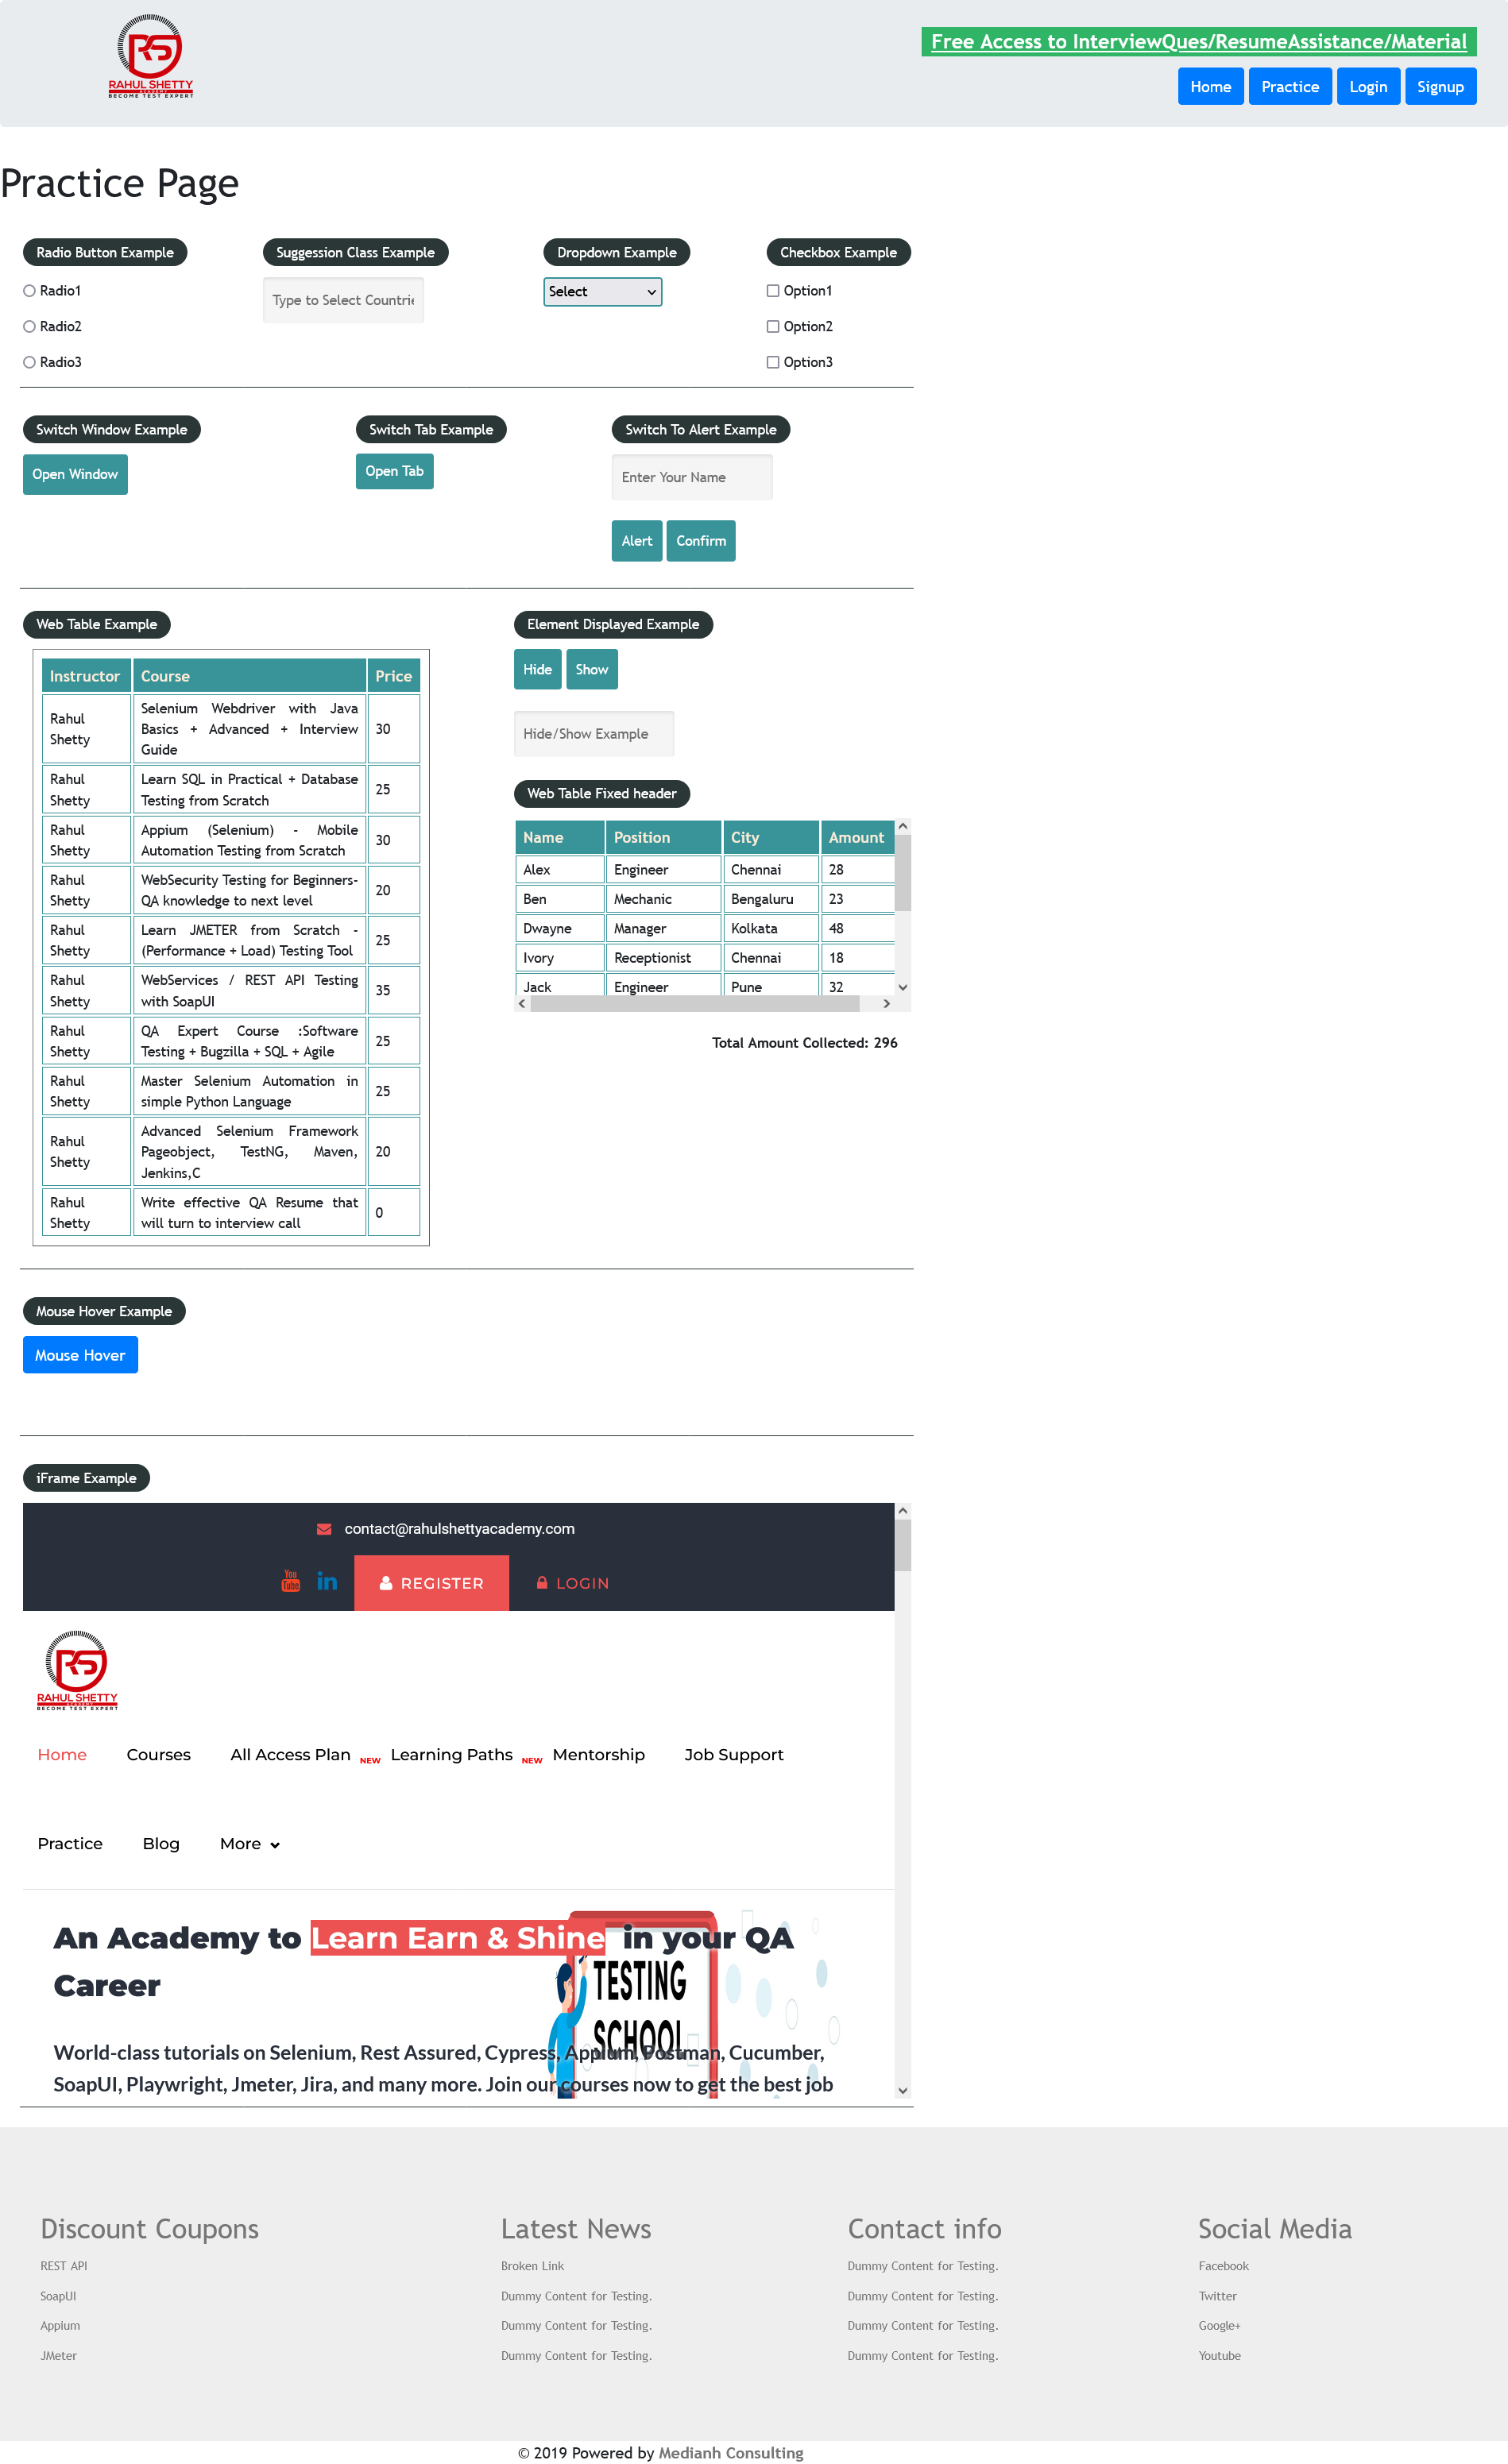 RAHUL SHETTY
ACADEMY
BECOME TEST EXPERT
Free Access to InterviewQues/ResumeAssistance/Material
Home Practice Login Signup
Practice Page
Radio Button Example
Radio1
Radio2
Radio3
Suggession Class Example
Type to Select Countrie
Dropdown Example
Select
Checkbox Example
Option1
Option2
Option3
Switch Window Example
Open Window
Switch Tab Example
Open Tab
Switch To Alert Example
Enter Your Name
Alert Confirm
Web Table Example
Instructor Course Price
Rahul Shetty
Selenium Webdriver with Java
Basics + Advanced + Interview
Guide
30
Rahul Shetty
Learn SQL in Practical + Database
Testing from Scratch
25
Rahul Shetty
Appium (Selenium) - Mobile
Automation Testing from Scratch
30
Rahul Shetty
WebSecurity Testing for Beginners-
QA knowledge to next level
20
Rahul Shetty
Learn JMETER from Scratch -
(Performance + Load) Testing Tool
25
Rahul Shetty
WebServices / REST API Testing
with SoapUI
35
Rahul Shetty
QA Expert Course :Software
Testing + Bugzilla + SQL + Agile
25
Rahul Shetty
Master Selenium Automation in
simple Python Language
25
Rahul Shetty
Advanced Selenium Framework
Pageobject, TestNG, Maven,
Jenkins,C
20
Rahul Shetty
Write effective QA Resume that
will turn to interview call
0
Element Displayed Example
Hide Show
Hide/Show Example
Web Table Fixed header
Name Position City Amount
Alex Engineer Chennai 28
Ben Mechanic Bengaluru 23
Dwayne Manager Kolkata 48
Ivory Receptionist Chennai 18
Jack Engineer Pune 32
Total Amount Collected: 296
Mouse Hover Example
Mouse Hover
iFrame Example
contact@rahulshettyacademy.com
You Tube in REGISTER LOGIN
RAHUL SHETTY
ACADEMY
BECOME TEST EXPERT
Home Courses All Access Plan NEW Learning Paths NEW Mentorship Job Support
Practice Blog More
An Academy to Learn Earn & Shine in your QA
Career
TESTING
SCHOOL
World-class tutorials on Selenium, Rest Assured, Cypress, Appium, Postman, Cucumber,
SoapUI, Playwright, Jmeter, Jira, and many more. Join our courses now to get the best job
Discount Coupons
REST API
SoapUI
Appium
JMeter
Latest News
Broken Link
Dummy Content for Testing.
Dummy Content for Testing.
Dummy Content for Testing.
Contact info
Dummy Content for Testing.
Dummy Content for Testing.
Dummy Content for Testing.
Dummy Content for Testing.
Social Media
Facebook
Twitter
Google+
Youtube
© 2019 Powered by Medianh Consulting